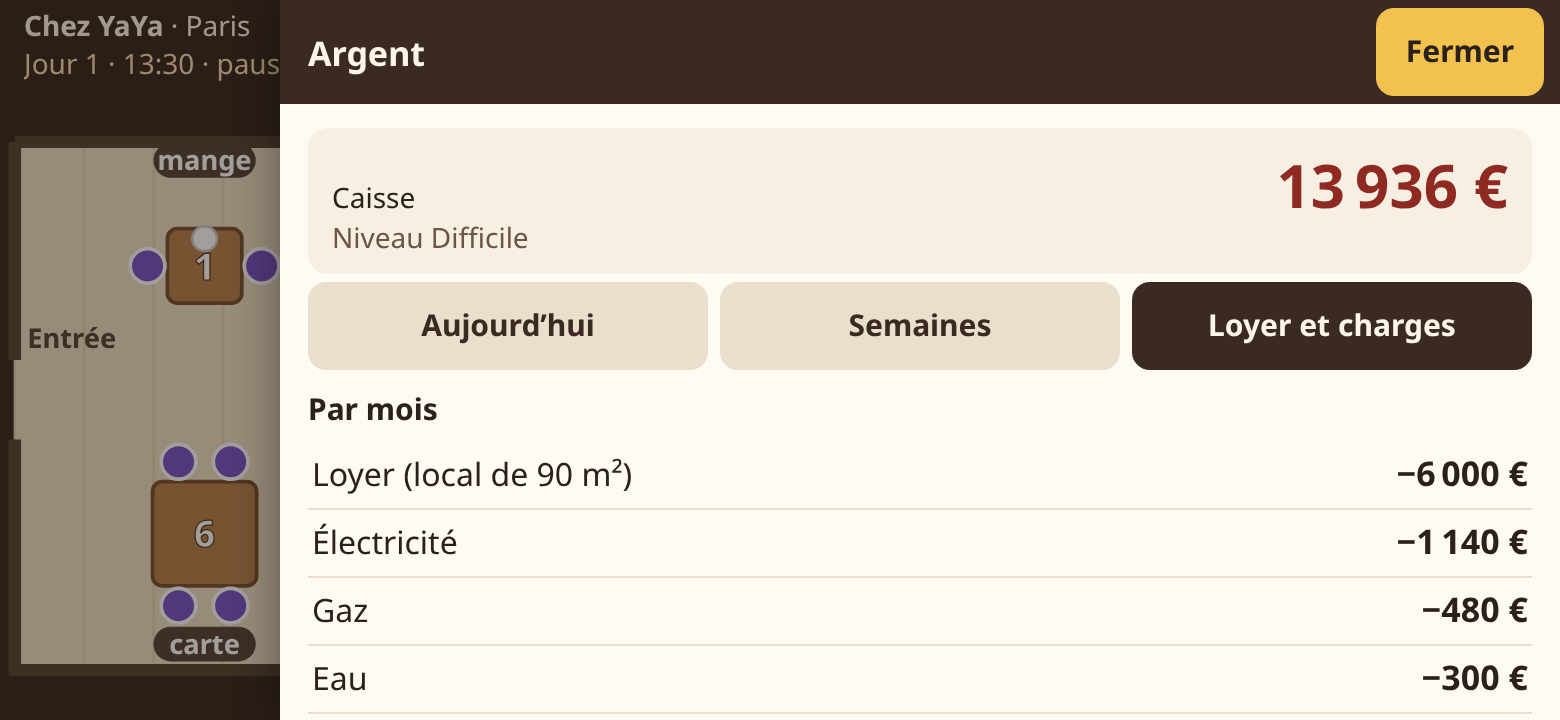 Chez YaYa · Paris
Jour 1 · 13:30 · paus
mange
1
Entrée
6
carte
Argent
Fermer
Caisse
13 936 €
Niveau Difficile
Aujourd’hui
Semaines
Loyer et charges
Par mois
Loyer (local de 90 m²)
−6 000 €
Électricité
−1 140 €
Gaz
−480 €
Eau
−300 €